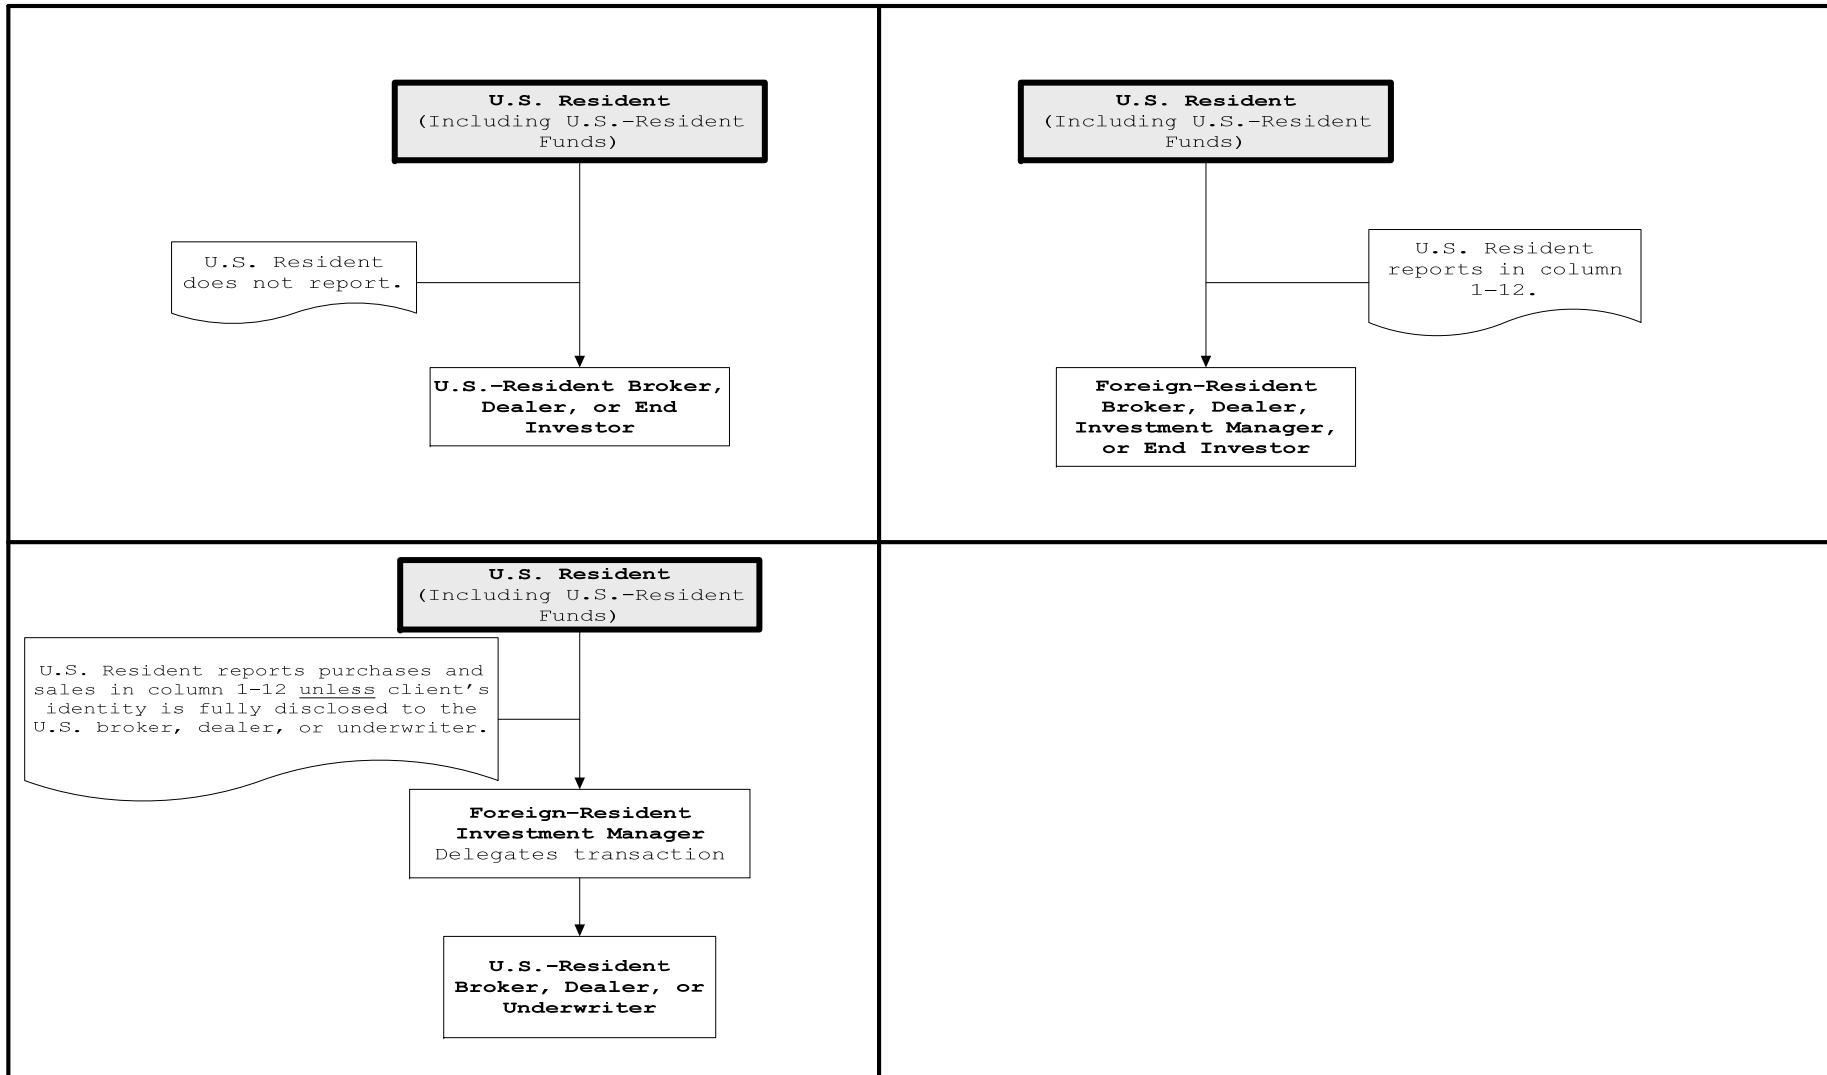 U.S. Resident
(Including U.S.-Resident
Funds)
U.S. Resident
does not report.
U.S.-Resident Broker,
Dealer, or End
Investor
U.S. Resident
(Including U.S.-Resident
Funds)
U.S. Resident
reports in column
1-12.
Foreign-Resident
Broker, Dealer,
Investment Manager,
or End Investor
U.S. Resident
(Including U.S.-Resident
Funds)
U.S. Resident reports purchases and
sales in column 1-12 unless client's
identity is fully disclosed to the
U.S. broker, dealer, or underwriter.
Foreign-Resident
Investment Manager
Delegates transaction
U.S.-Resident
Broker, Dealer, or
Underwriter